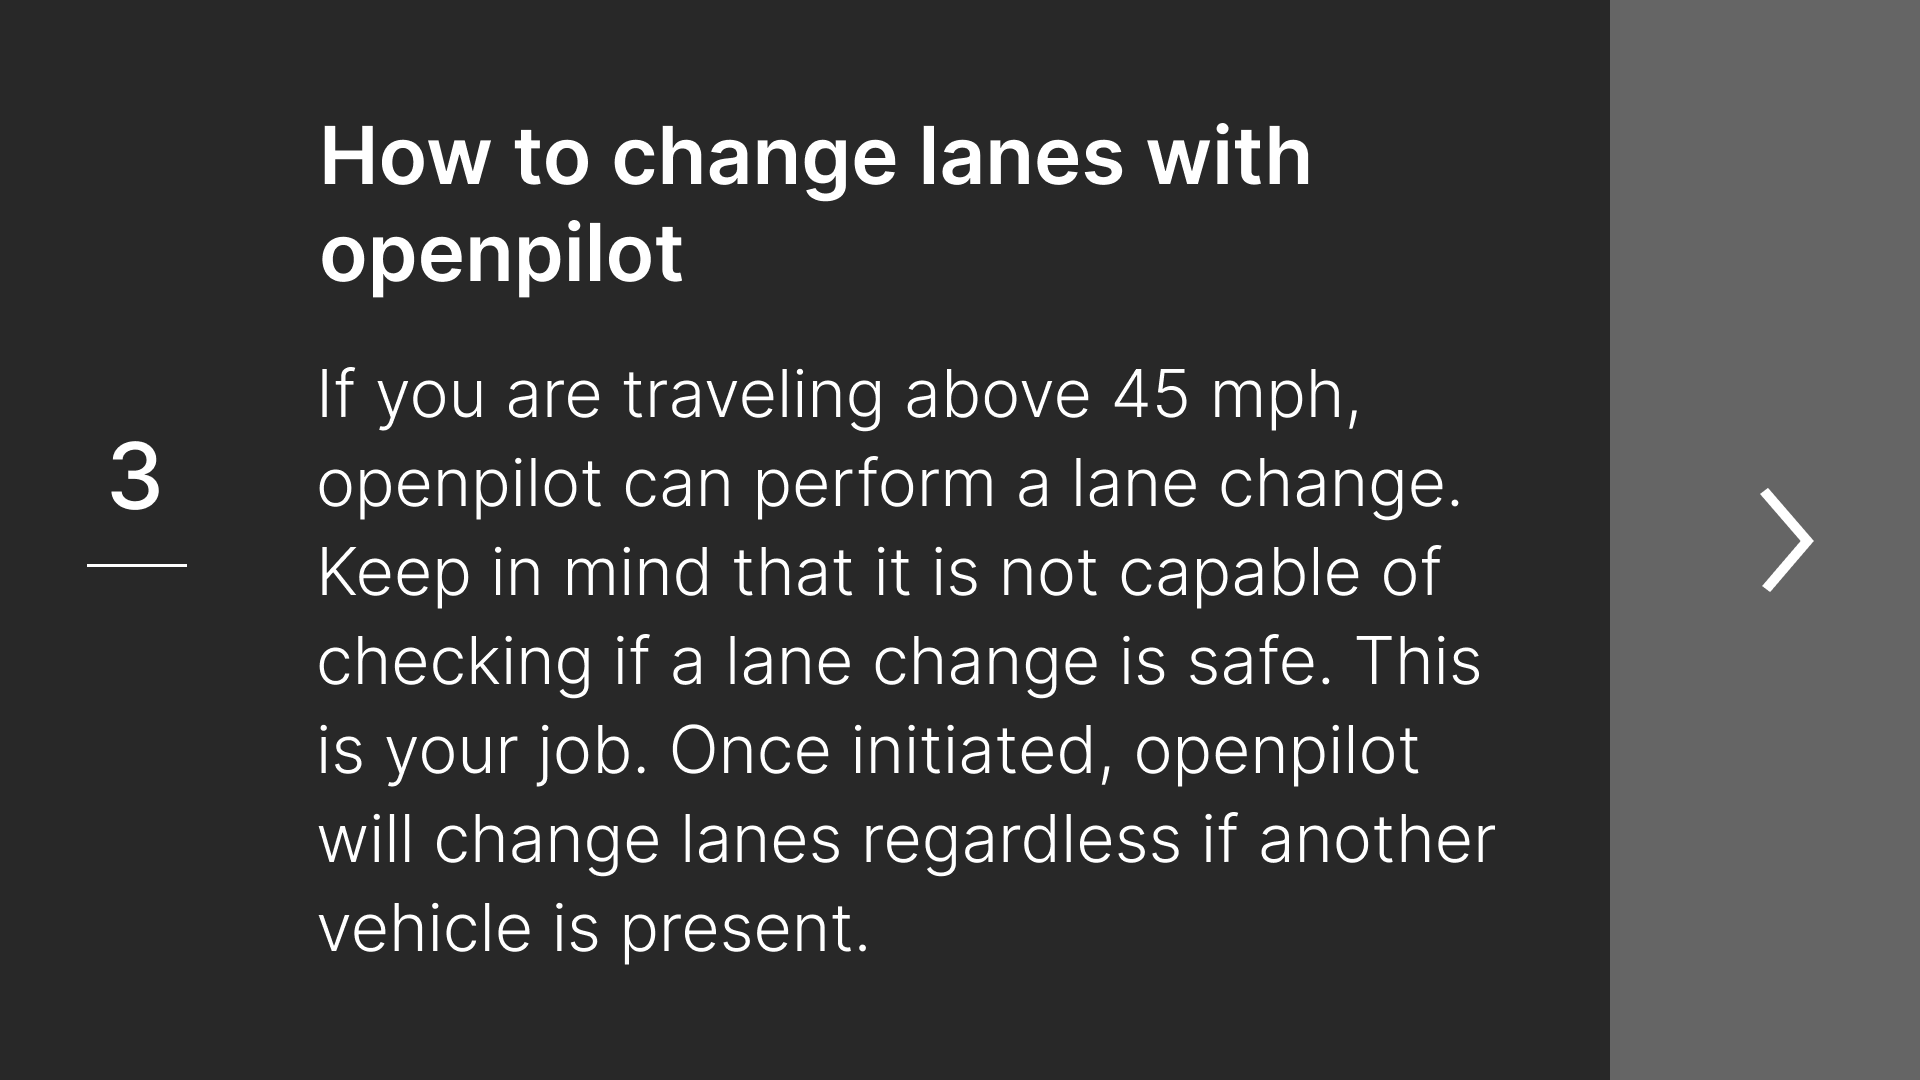 How to change lanes with
openpilot
3
If you are traveling above 45 mph,
openpilot can perform a lane change.
Keep in mind that it is not capable of
checking if a lane change is safe. This
is your job. Once initiated, openpilot
will change lanes regardless if another
vehicle is present.